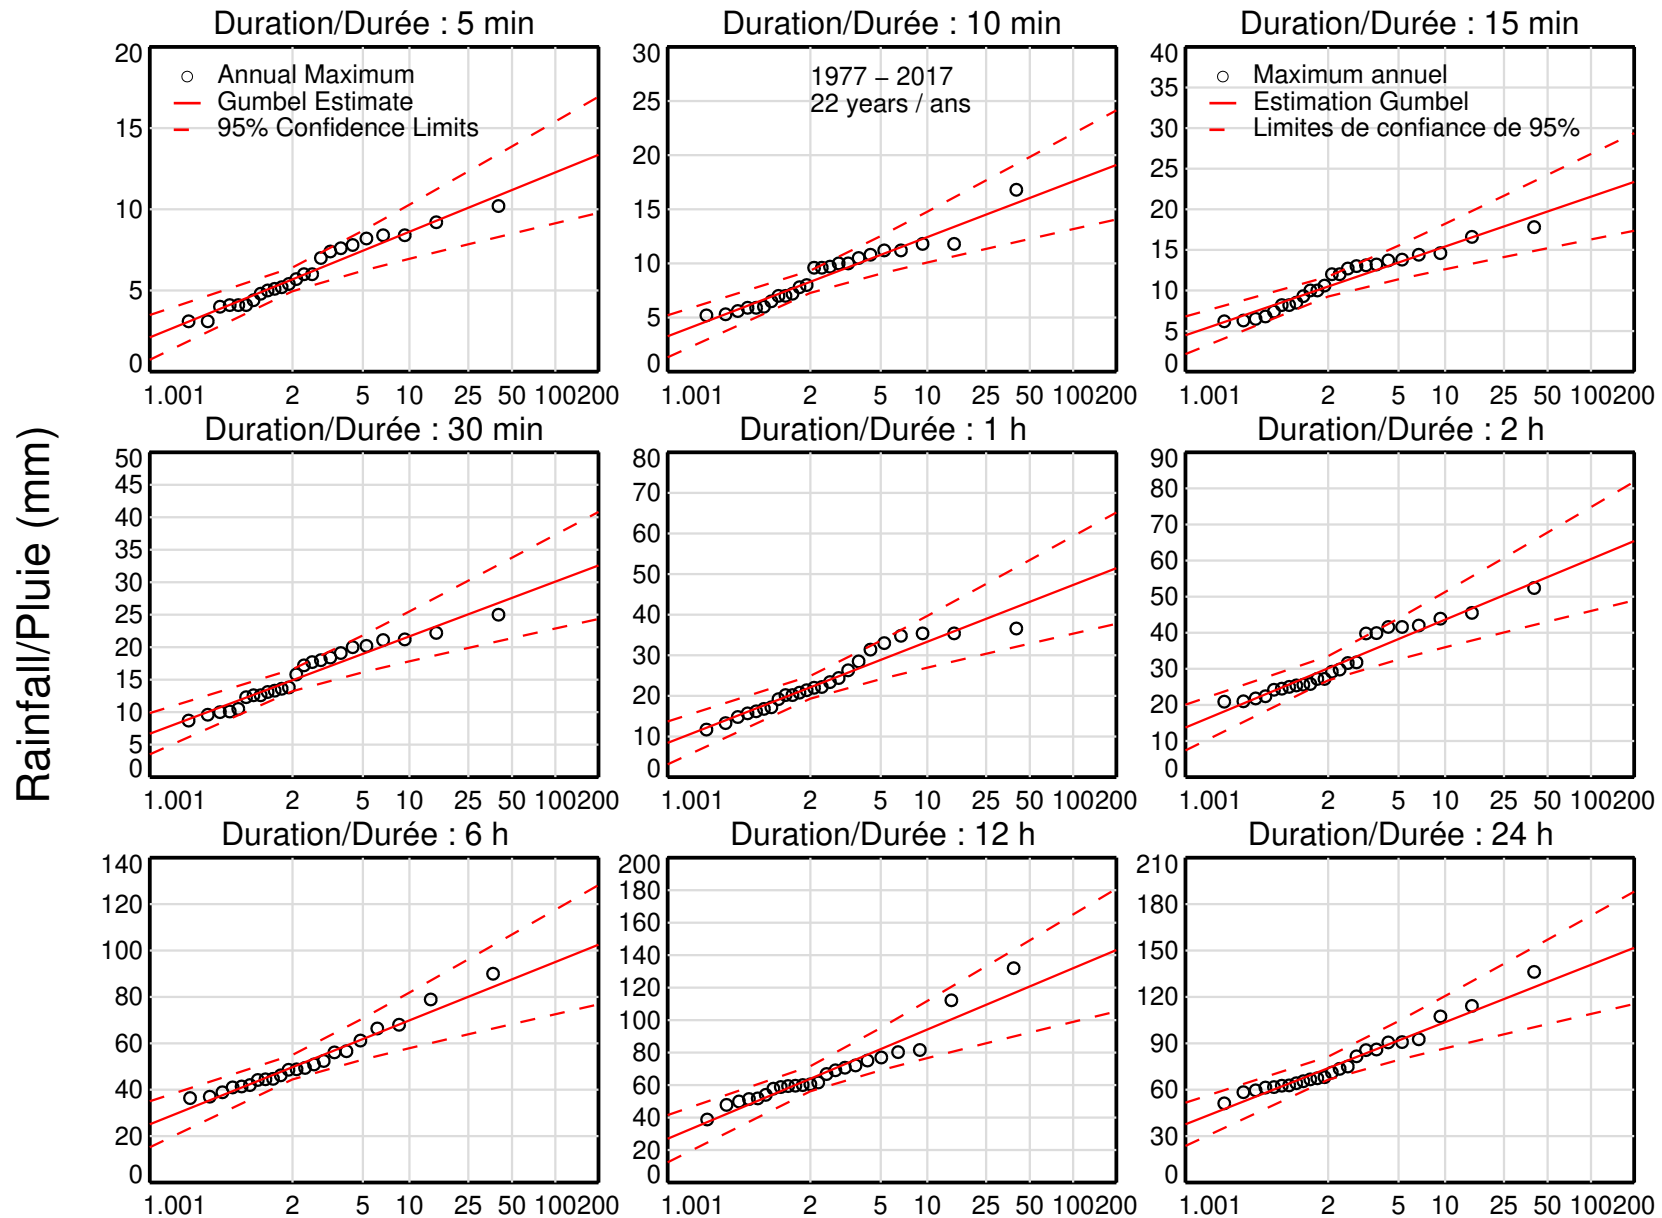 Rainfall/Pluie (mm)
Duration/Durée : 5 min
20
15
10
5
0
Annual Maximum
Gumbel Estimate
95% Confidence Limits
1.001 2 5 10 25 50 100200
Duration/Durée : 10 min
30
25
20
15
10
5
0
1977 – 2017
22 years / ans
1.001 2 5 10 25 50 100200
Duration/Durée : 15 min
40
35
30
25
20
15
10
5
0
Maximum annuel
Estimation Gumbel
Limites de confiance de 95%
1.001 2 5 10 25 50 100200
Duration/Durée : 30 min
50
45
40
35
30
25
20
15
10
5
0
1.001 2 5 10 25 50 100200
Duration/Durée : 1 h
80
70
60
50
40
30
20
10
0
1.001 2 5 10 25 50 100200
Duration/Durée : 2 h
90
80
70
60
50
40
30
20
10
0
1.001 2 5 10 25 50 100200
Duration/Durée : 6 h
140
120
100
80
60
40
20
0
1.001 2 5 10 25 50 100200
Duration/Durée : 12 h
200
180
160
140
120
100
80
60
40
20
0
1.001 2 5 10 25 50 100200
Duration/Durée : 24 h
210
180
150
120
90
60
30
0
1.001 2 5 10 25 50 100200